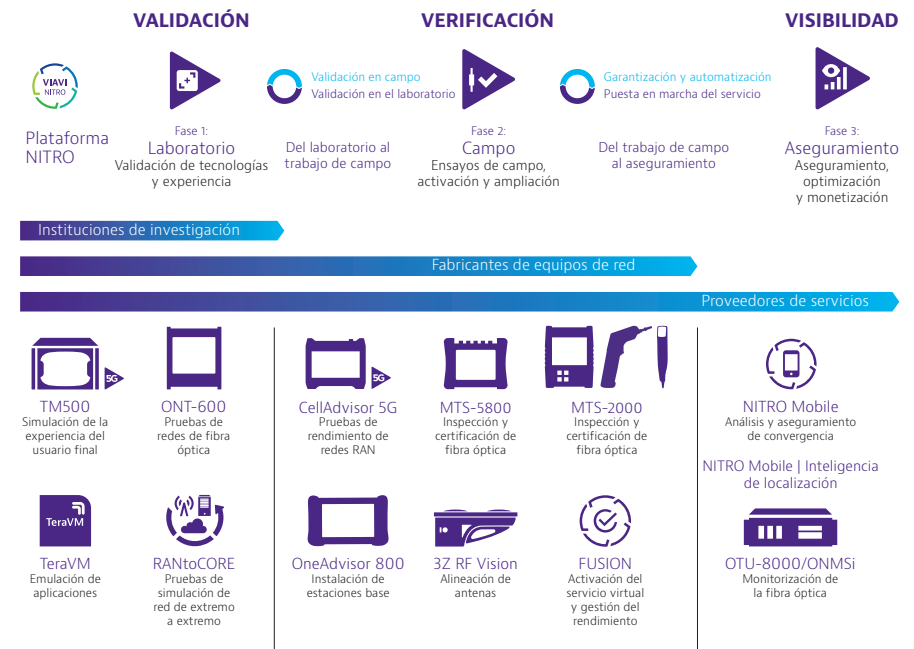 VALIDACIÓN
VERIFICACIÓN
VISIBILIDAD
VIAVI
NITRO
Plataforma
NITRO
Fase 1:
Laboratorio
Validación de tecnologías
y experiencia
Validación en campo
Validación en el laboratorio
Del laboratorio al
trabajo de campo
Fase 2:
Campo
Ensayos de campo,
activación y ampliación
Garantización y automatización
Puesta en marcha del servicio
Del trabajo de campo
al aseguramiento
Fase 3:
Aseguramiento
Aseguramiento,
optimización
y monetización
Instituciones de investigación
Fabricantes de equipos de red
Proveedores de servicios
5G
TM500
Simulación de la
experiencia del
usuario final
ONT-600
Pruebas de
redes de fibra
óptica
5G
CellAdvisor 5G
Pruebas de
rendimiento de
redes RAN
MTS-5800
Inspección y
certificación de
fibra óptica
MTS-2000
Inspección y
certificación de
fibra óptica
NITRO Mobile
Análisis y aseguramiento
de convergencia
NITRO Mobile | Inteligencia
de localización
TeraVM
TeraVM
Emulación de
aplicaciones
RANtoCORE
Pruebas de
simulación de
red de extremo
a extremo
OneAdvisor 800
Instalación de
estaciones base
3Z RF Vision
Alineación de
antenas
FUSION
Activación del
servicio virtual
y gestión del
rendimiento
OTU-8000/ONMSi
Monitorización de
la fibra óptica